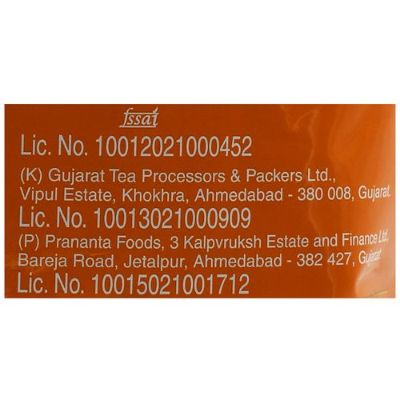 fssai
Lic. No. 10012021000452
(K) Gujarat Tea Processors & Packers Ltd.,
Vipul Estate, Khokhra, Ahmedabad - 380 008, Gujarat.
Lic. No. 10013021000909
(P) Prananta Foods, 3 Kalpvruksh Estate and Finance Ltd,
Bareja Road, Jetalpur, Ahmedabad - 382 427, Gujarat
Lic. No. 10015021001712